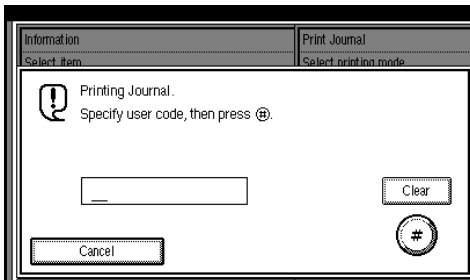 Information
Print Journal
Select item
Select printing mode
Printing Journal.
Specify user code, then press #.
Clear
#
Cancel